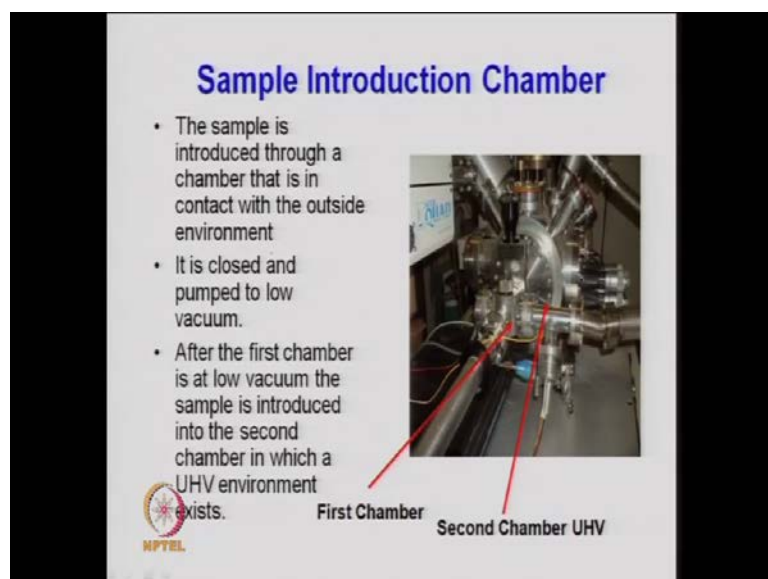 Sample Introduction Chamber
• The sample is
introduced through a
chamber that is in
contact with the outside
environment
• It is closed and
pumped to low
vacuum.
• After the first chamber
is at low vacuum the
sample is introduced
into the second
chamber in which a
UHV environment
exists.
First Chamber
Second Chamber UHV
NPTEL